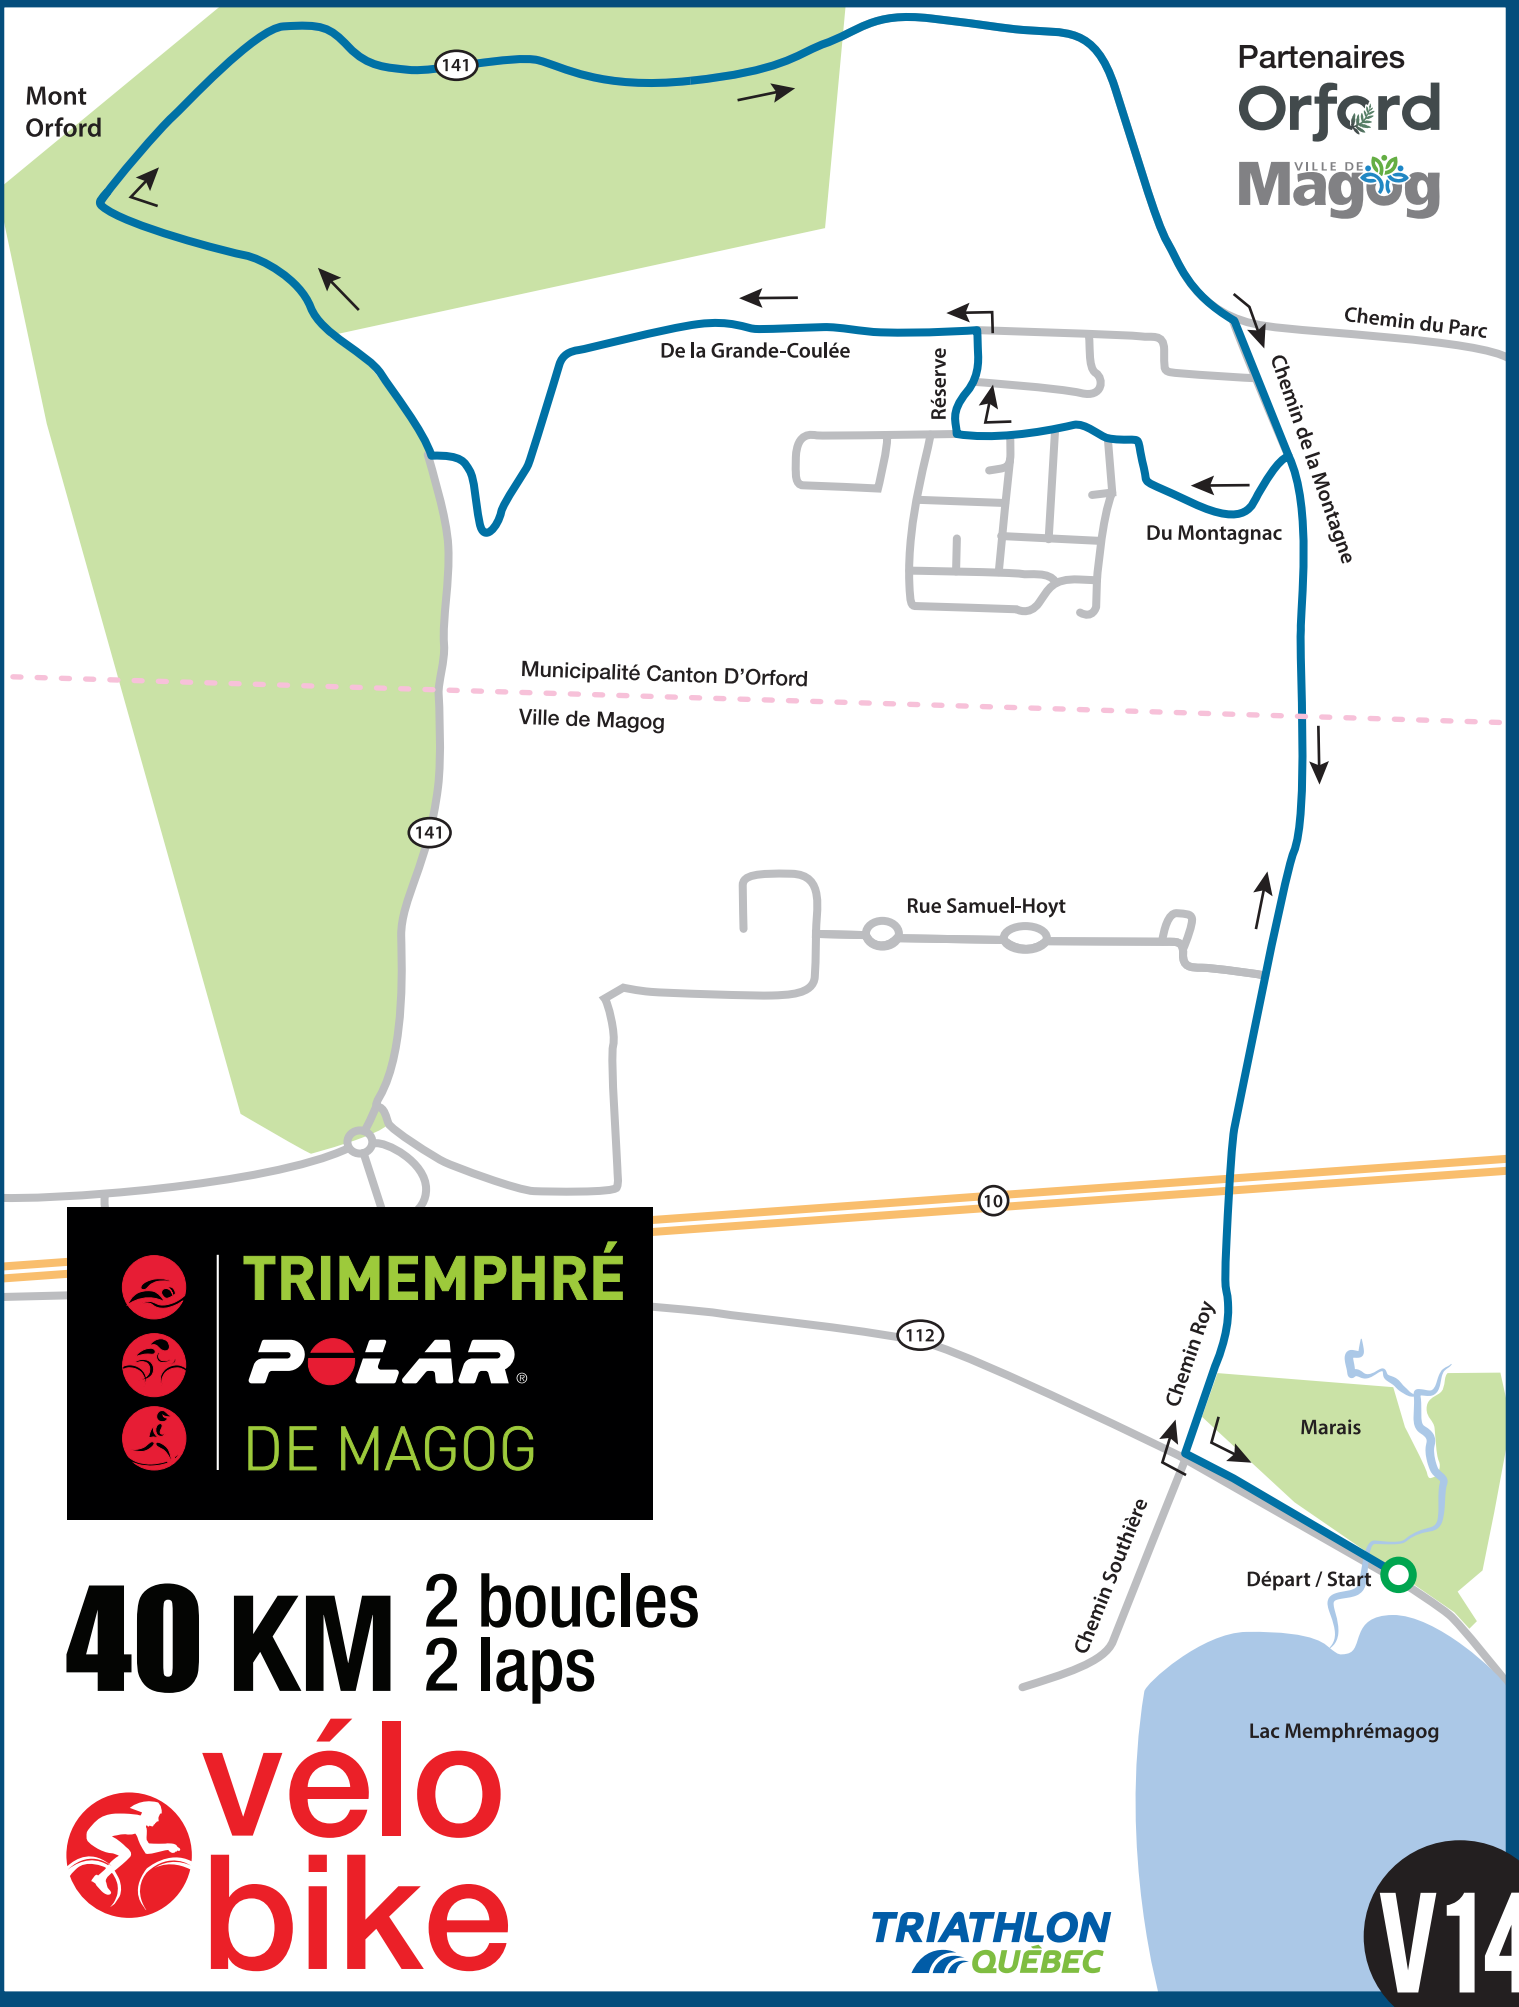 141
Mont
Orford
Partenaires
Orford
VILLE DE
Magog
Chemin du Parc
De la Grande-Coulée
Réserve
Chemin de la Montagne
Du Montagnac
Municipalité Canton D'Orford
Ville de Magog
141
Rue Samuel-Hoyt
10
TRIMEMPHRÉ
POLAR®
DE MAGOG
112
Chemin Roy
Marais
Chemin Southière
Départ / Start
40 KM
2 boucles
2 laps
Lac Memphrémagog
vélo
bike
TRIATHLON
QUÉBEC
V14